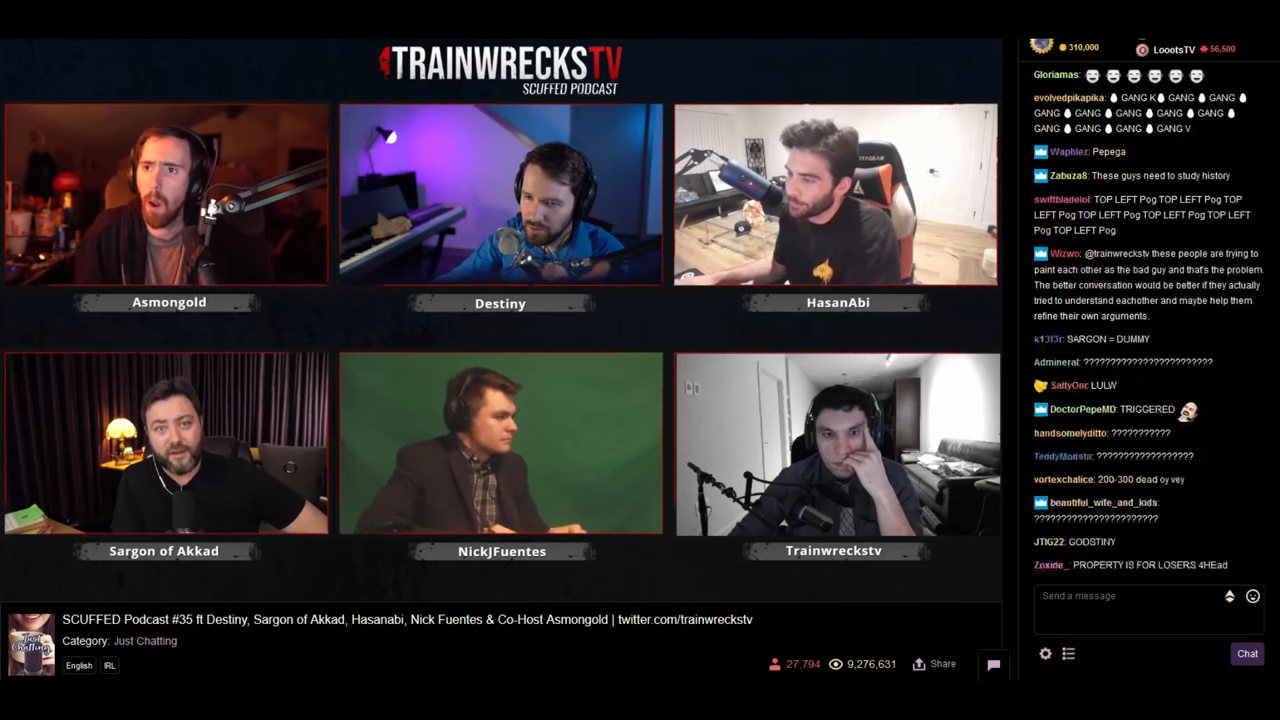 TRAINWRECKSTV
SCUFFED PODCAST
Asmongold
Destiny
HasanAbi
Sargon of Akkad
NickJFuentes
Trainwreckstv
SCUFFED Podcast #35 ft Destiny, Sargon of Akkad, Hasanabi, Nick Fuentes & Co-Host Asmongold | twitter.com/trainwreckstv
Category: Just Chatting
English IRL
27,794 9,276,631 Share
310,000 LoootsTV 56,500
Gloriamas:
evolvedpikapika: GANG K GANG GANG
GANG GANG GANG GANG GANG GANG
GANG GANG GANG GANG V
Waphlez: Pepega
Zabuza8: These guys need to study history
swiftbladelol: TOP LEFT Pog TOP LEFT Pog TOP
LEFT Pog TOP LEFT Pog TOP LEFT Pog TOP LEFT
Pog TOP LEFT Pog
Wizwo: @trainwreckstv these people are trying to
paint each other as the bad guy and that's the problem.
The better conversation would be better if they actually
tried to understand eachother and maybe help them
refine their own arguments.
k13f3r: SARGON = DUMMY
Admineral: ????????????????????????
SaltyOni: LULW
DoctorPepeMD: TRIGGERED
handsomelyditto: ???????????
TeddyMonsta: ??????????????????
vortexchalice: 200-300 dead oy vey
beautiful_wife_and_kids:
???????????????????????
JTIG22: GODSTINY
Zoxide_: PROPERTY IS FOR LOSERS 4HEad
Send a message
Chat